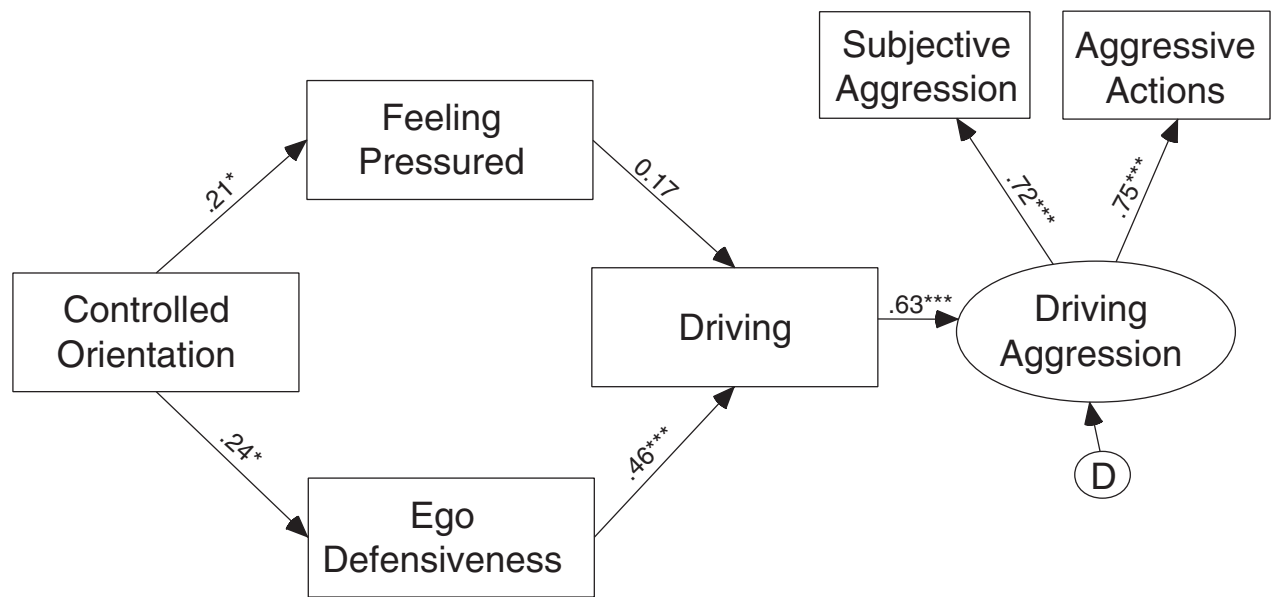 Subjective
Aggression
Aggressive
Actions
Feeling
Pressured
.21*
0.17
.72***
.75***
Controlled
Orientation
Driving
.63***
Driving
Aggression
.24*
.46***
Ego
Defensiveness
D